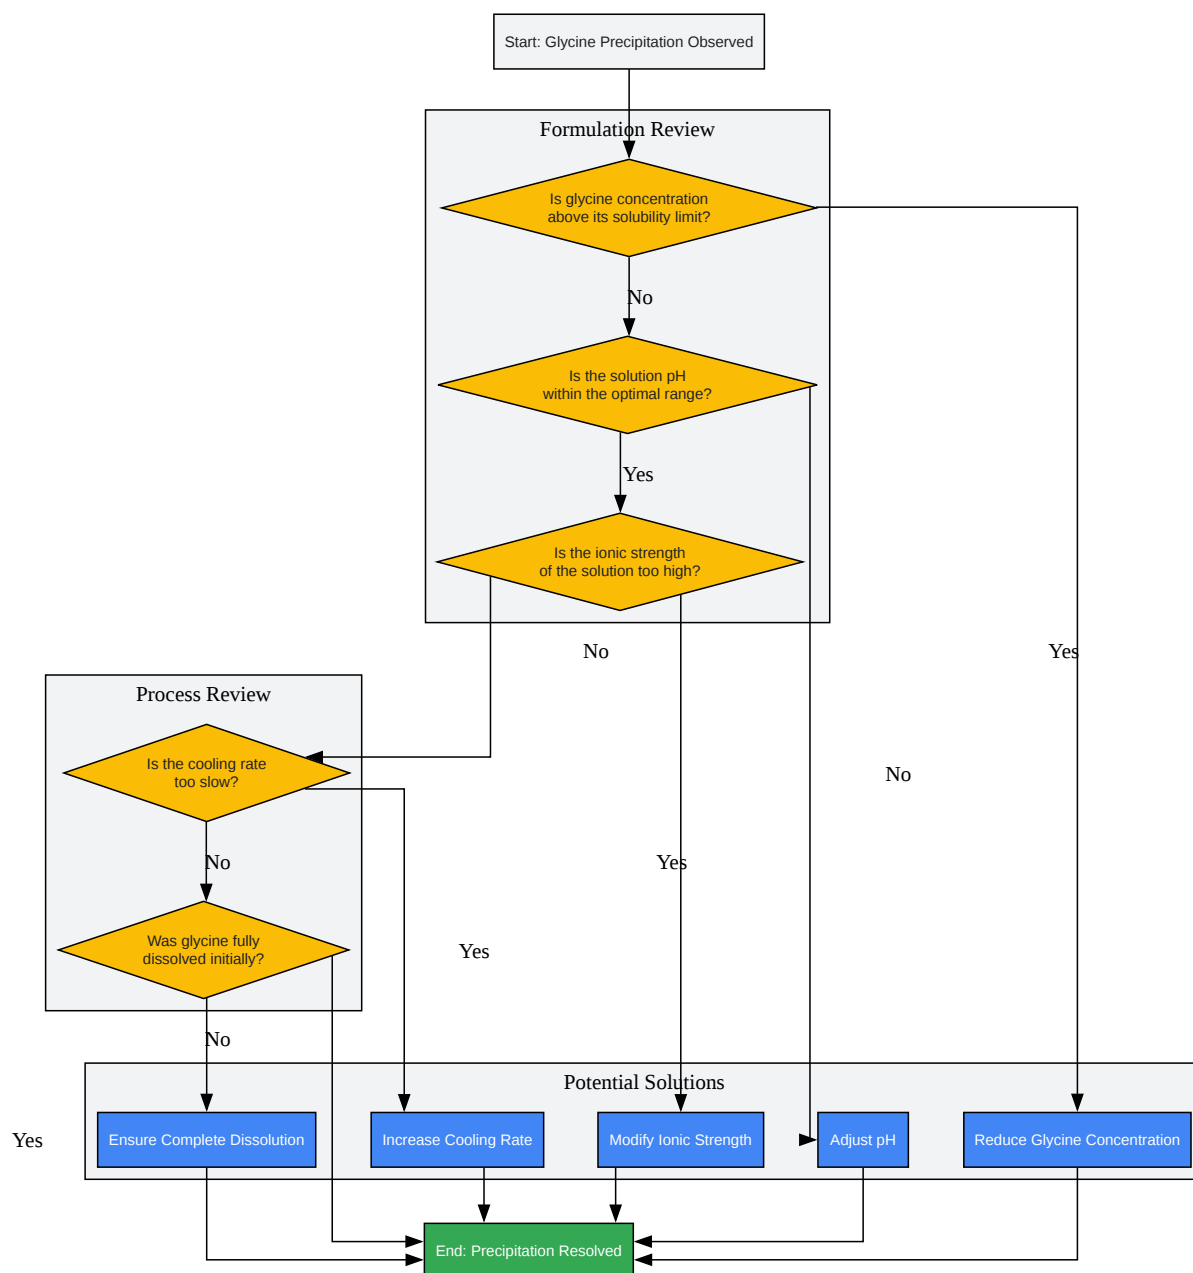 Start: Glycine Precipitation Observed
Formulation Review
Is glycine concentration
above its solubility limit?
No
Is the solution pH
within the optimal range?
Yes
Is the ionic strength
of the solution too high?
No
Yes
Process Review
Is the cooling rate
too slow?
No
No
Yes
Was glycine fully
dissolved initially?
Yes
No
Potential Solutions
Yes
Ensure Complete Dissolution
Increase Cooling Rate
Modify Ionic Strength
Adjust pH
Reduce Glycine Concentration
End: Precipitation Resolved